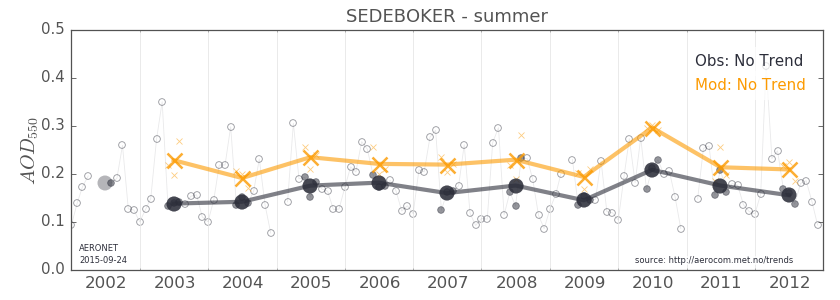 SEDEBOKER - summer
0.5
0.4
0.3
0.2
0.1
0.0
AOD550
Obs: No Trend
Mod: No Trend
AERONET
2015-09-24
source: http://aerocom.met.no/trends
2002 2003 2004 2005 2006 2007 2008 2009 2010 2011 2012